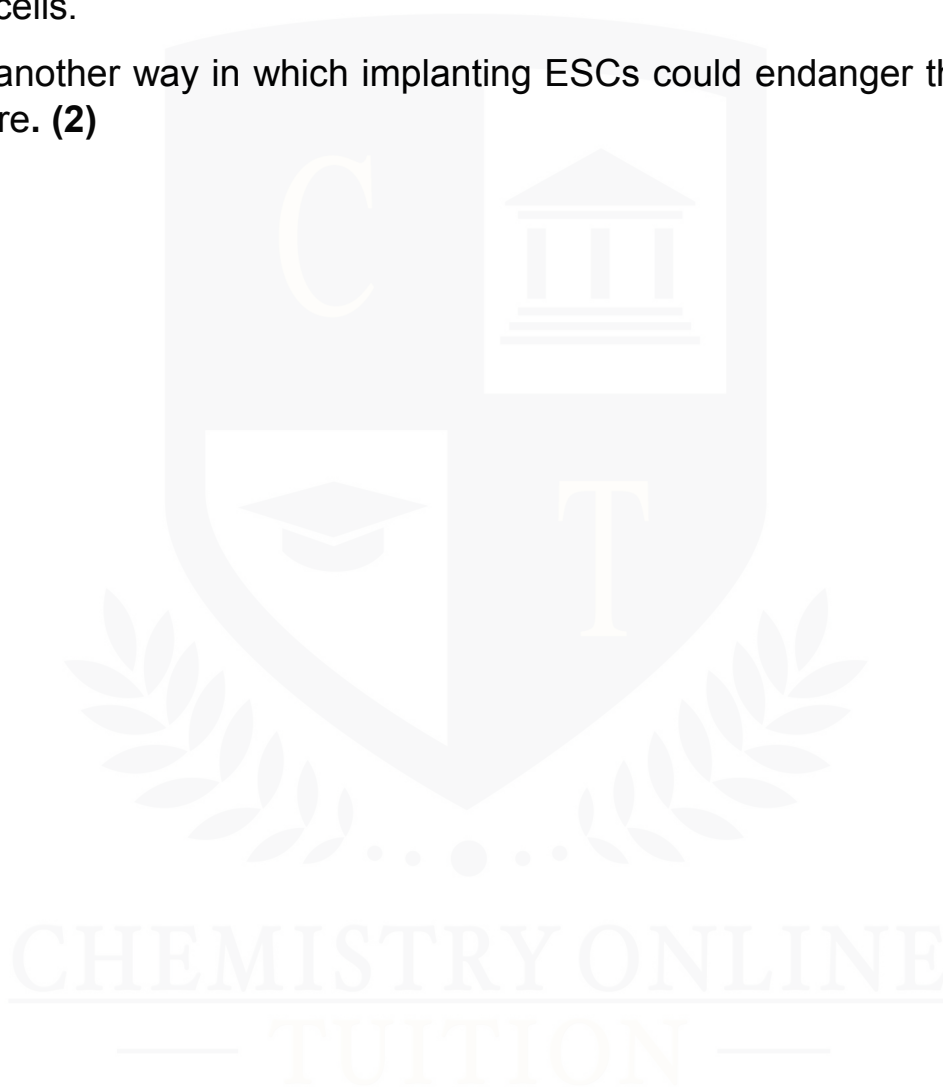 cells.
another way in which implanting ESCs could endanger th
re. (2)
C
T
CHEMISTRY ONLINE
TUITION